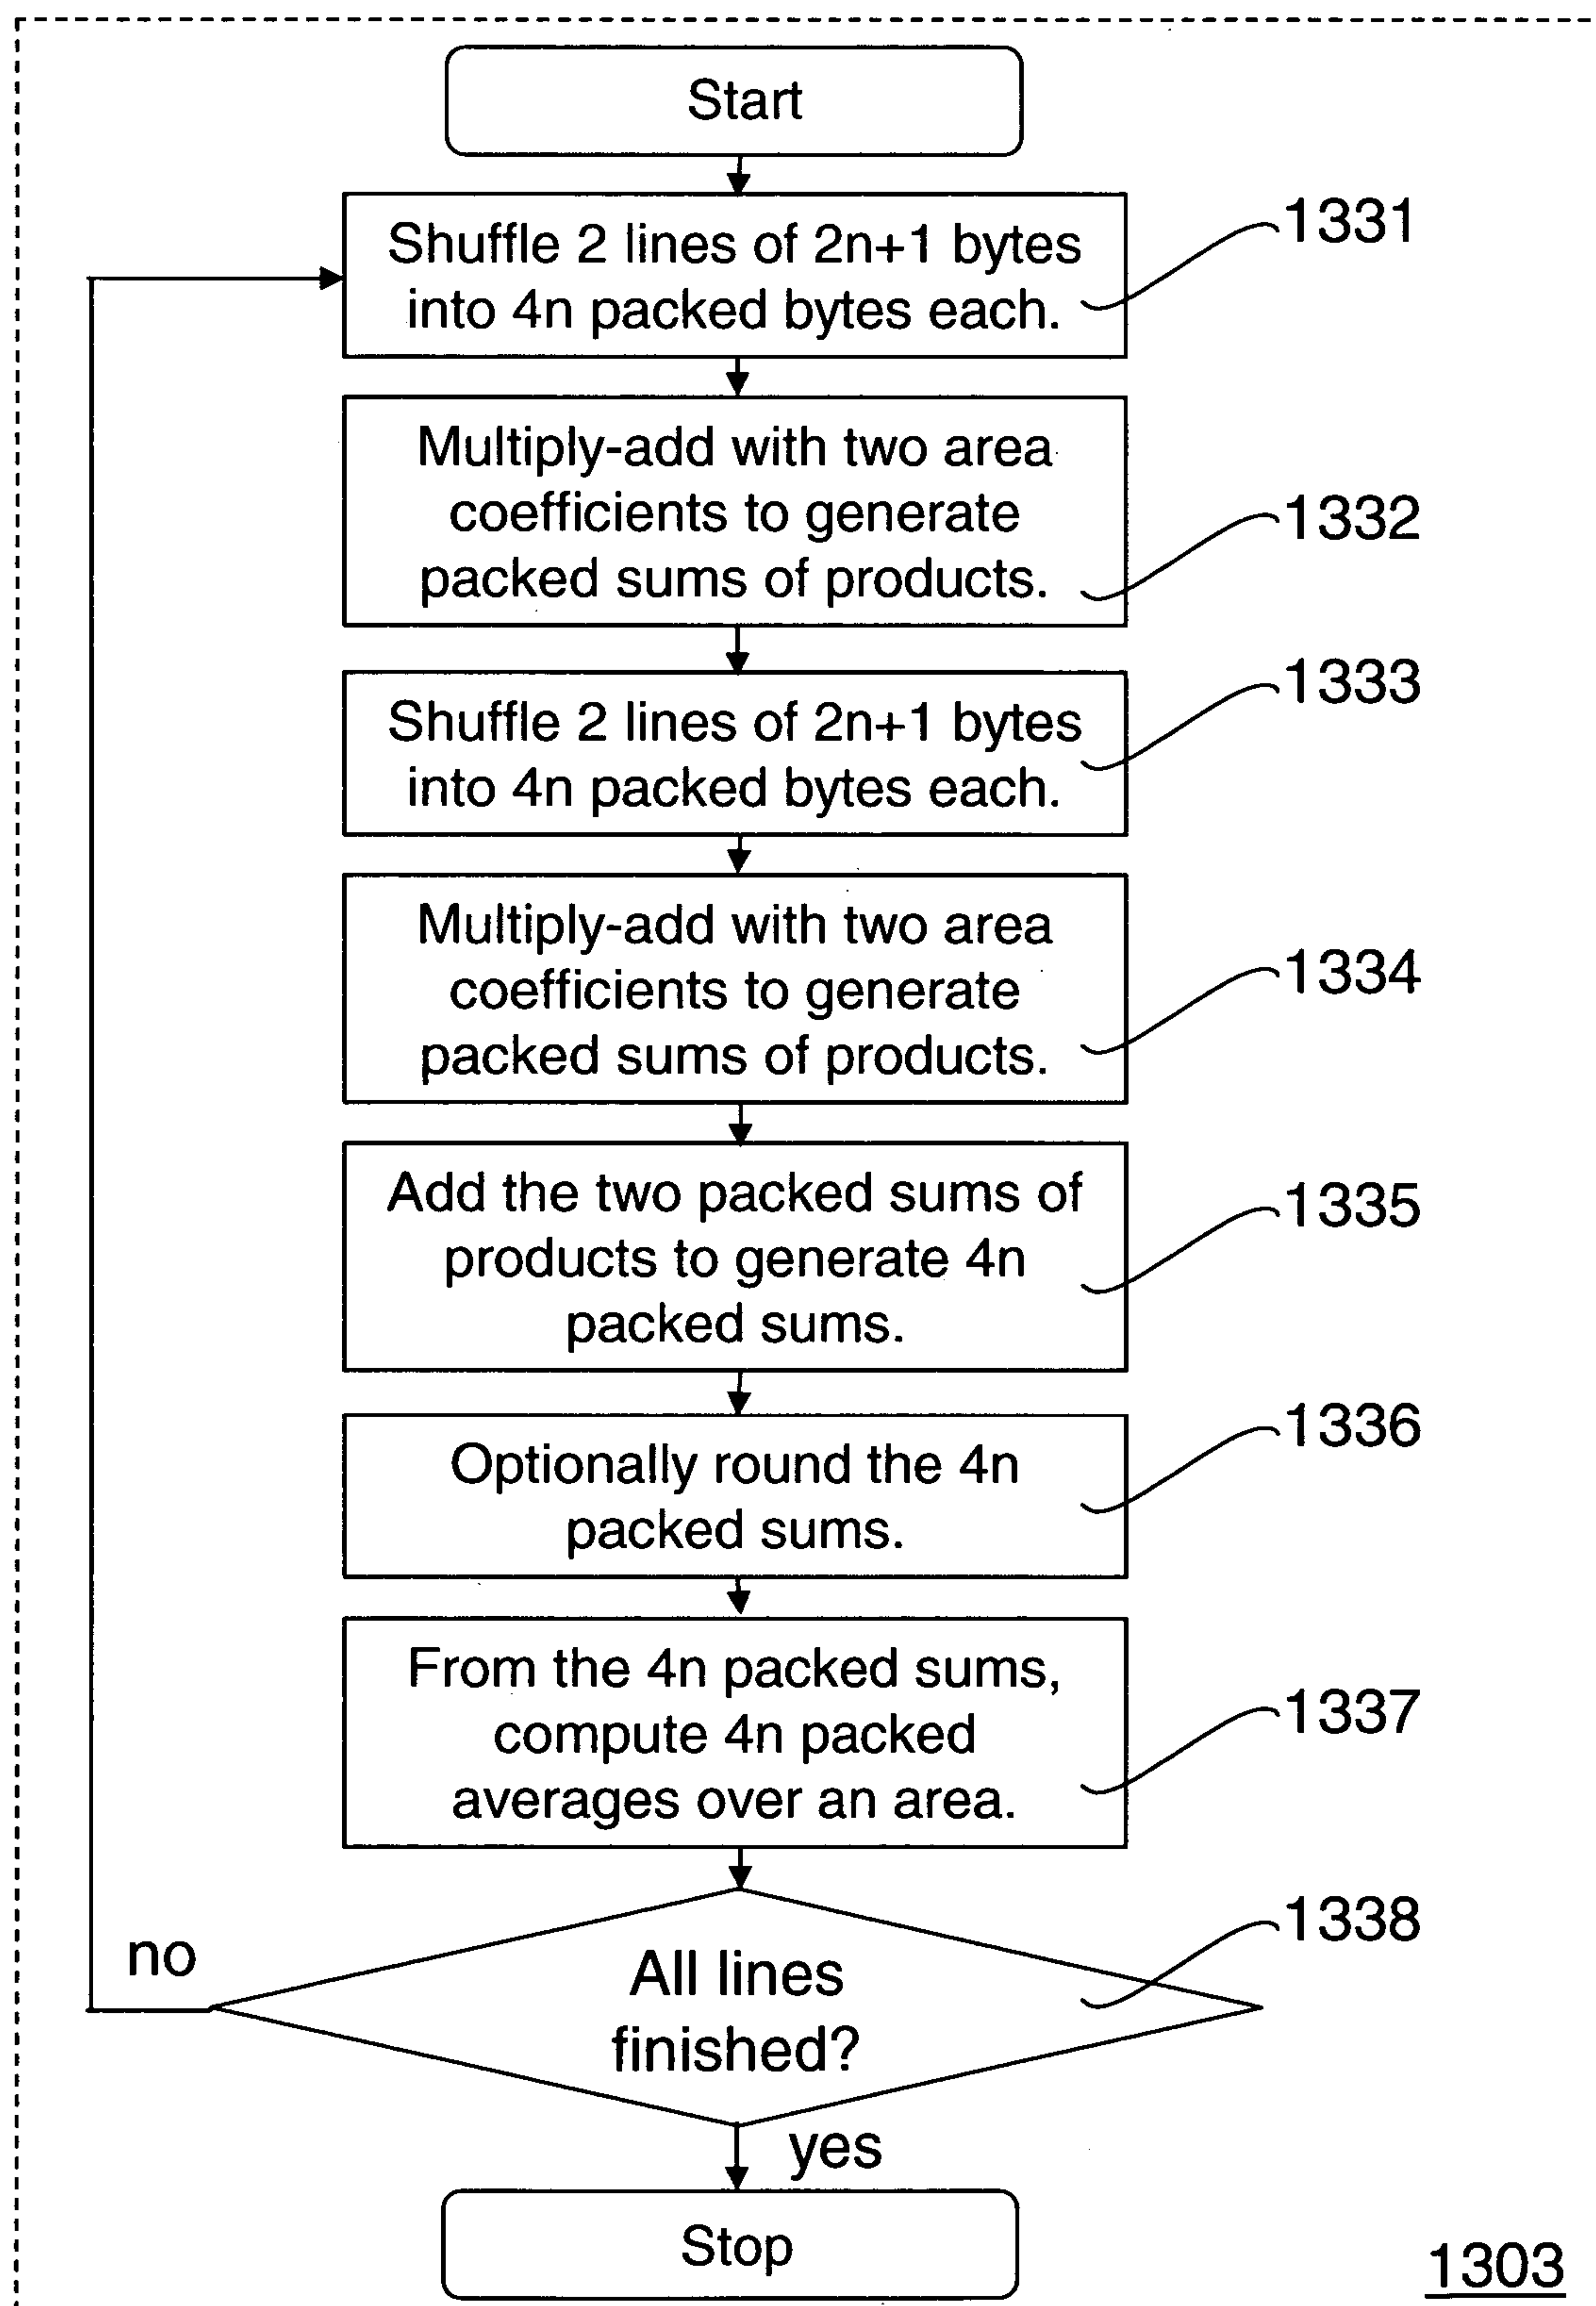 Start
Shuffle 2 lines of 2n+1 bytes
into 4n packed bytes each.
1331
Multiply-add with two area
coefficients to generate
packed sums of products.
1332
Shuffle 2 lines of 2n+1 bytes
into 4n packed bytes each.
1333
Multiply-add with two area
coefficients to generate
packed sums of products.
1334
Add the two packed sums of
products to generate 4n
packed sums.
1335
Optionally round the 4n
packed sums.
1336
From the 4n packed sums,
compute 4n packed
averages over an area.
1337
All lines
finished?
1338
no
yes
Stop
1303